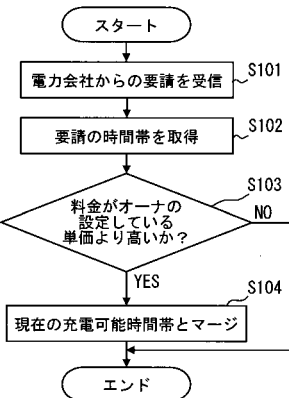 スタート
電力会社からの要請を受信
S101
要請の時間帯を取得
S102
料金がオーナの
設定している
単価より高いか?
S103
NO
YES
現在の充電可能時間帯とマージ
S104
エンド